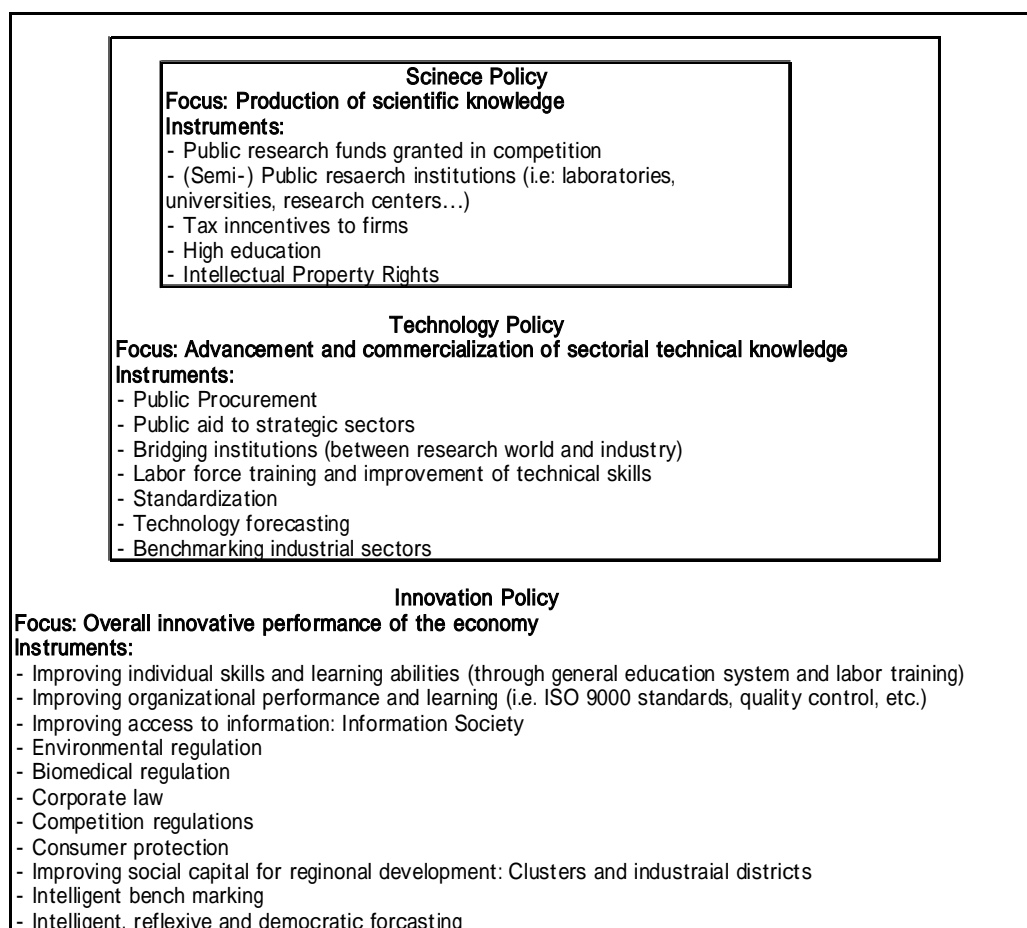 Scinece Policy
Focus: Production of scientific knowledge
Instruments:
- Public research funds granted in competition
- (Semi-) Public resaerch institutions (i.e: laboratories,
universities, research centers…)
- Tax inncentives to firms
- High education
- Intellectual Property Rights
Technology Policy
Focus: Advancement and commercialization of sectorial technical knowledge
Instruments:
- Public Procurement
- Public aid to strategic sectors
- Bridging institutions (between research world and industry)
- Labor force training and improvement of technical skills
- Standardization
- Technology forecasting
- Benchmarking industrial sectors
Innovation Policy
Focus: Overall innovative performance of the economy
Instruments:
- Improving individual skills and learning abilities (through general education system and labor training)
- Improving organizational performance and learning (i.e. ISO 9000 standards, quality control, etc.)
- Improving access to information: Information Society
- Environmental regulation
- Biomedical regulation
- Corporate law
- Competition regulations
- Consumer protection
- Improving social capital for reginonal development: Clusters and industraial districts
- Intelligent bench marking
- Intelligent, reflexive and democratic forcasting